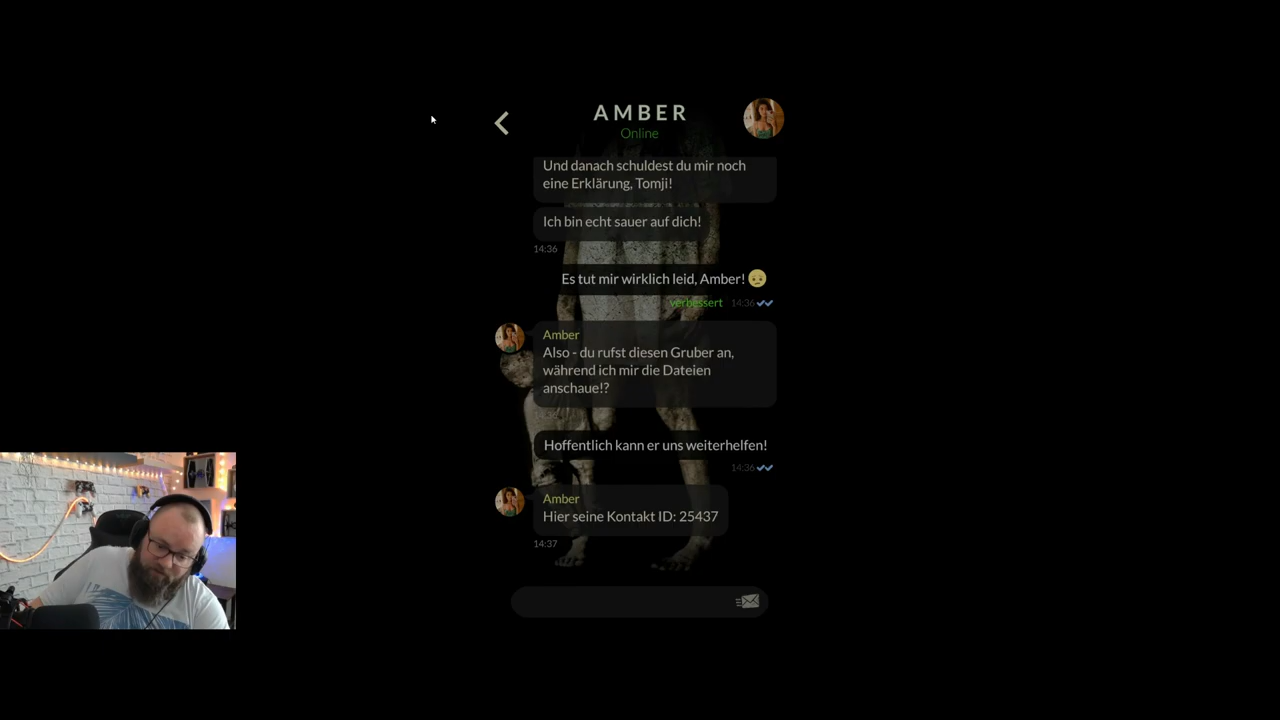 AMBER
Online
Und danach schuldest du mir noch
eine Erklärung, Tomji!
Ich bin echt sauer auf dich!
14:36
Es tut mir wirklich leid, Amber! 😞
verbessert 14:36
Amber
Also - du rufst diesen Gruber an,
während ich mir die Dateien
anschaue!?
Hoffentlich kann er uns weiterhelfen!
14:36
Amber
Hier seine Kontakt ID: 25437
14:37